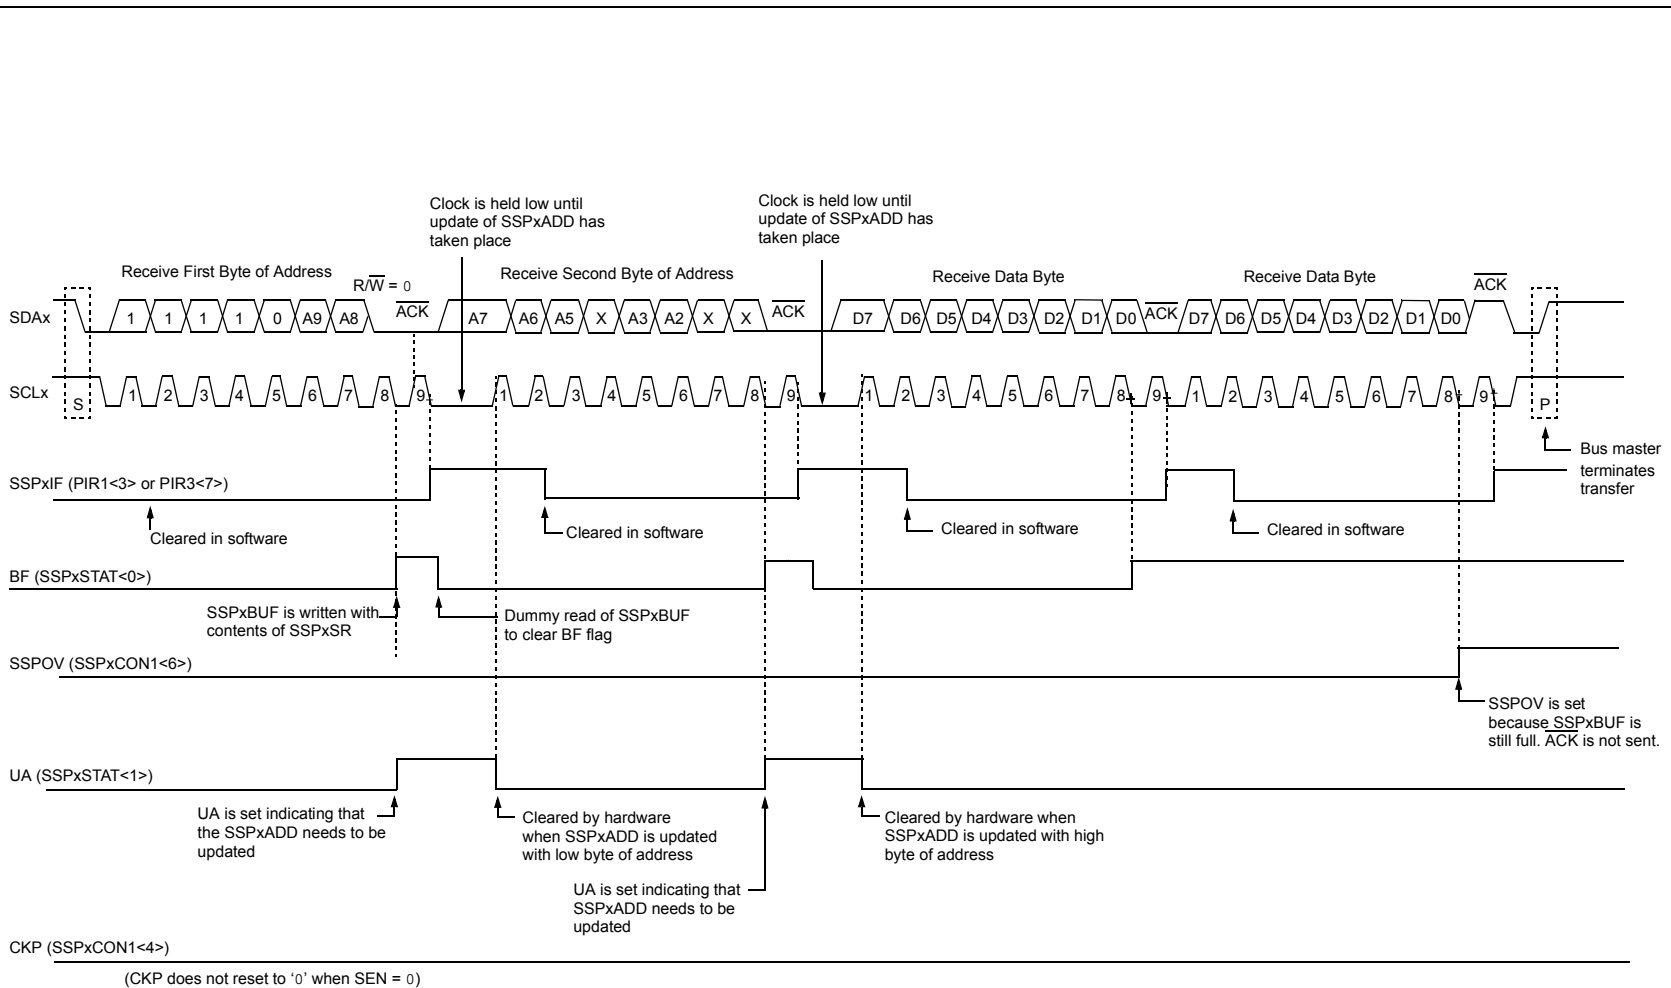 Clock is held low until
update of SSPxADD has
taken place
Clock is held low until
update of SSPxADD has
taken place
Receive First Byte of Address
R/W̅ = 0
Receive Second Byte of Address
Receive Data Byte
Receive Data Byte
A̅C̅K̅
SDAx
1 1 1 1 0 A9 A8
A̅C̅K̅
A7 A6 A5 X A3 A2 X X
A̅C̅K̅
D7 D6 D5 D4 D3 D2 D1 D0
A̅C̅K̅
D7 D6 D5 D4 D3 D2 D1 D0
SCLx
S
1 2 3 4 5 6 7 8 9
1 2 3 4 5 6 7 8 9
1 2 3 4 5 6 7 8 9
1 2 3 4 5 6 7 8 9
P
Bus master
terminates
transfer
SSPxIF (PIR1<3> or PIR3<7>)
Cleared in software
Cleared in software
Cleared in software
Cleared in software
BF (SSPxSTAT<0>)
SSPxBUF is written with
contents of SSPxSR
Dummy read of SSPxBUF
to clear BF flag
SSPOV (SSPxCON1<6>)
SSPOV is set
because SSPxBUF is
still full. A̅C̅K̅ is not sent.
UA (SSPxSTAT<1>)
UA is set indicating that
the SSPxADD needs to be
updated
Cleared by hardware
when SSPxADD is updated
with low byte of address
UA is set indicating that
SSPxADD needs to be
updated
Cleared by hardware when
SSPxADD is updated with high
byte of address
CKP (SSPxCON1<4>)
(CKP does not reset to ‘0’ when SEN = 0)